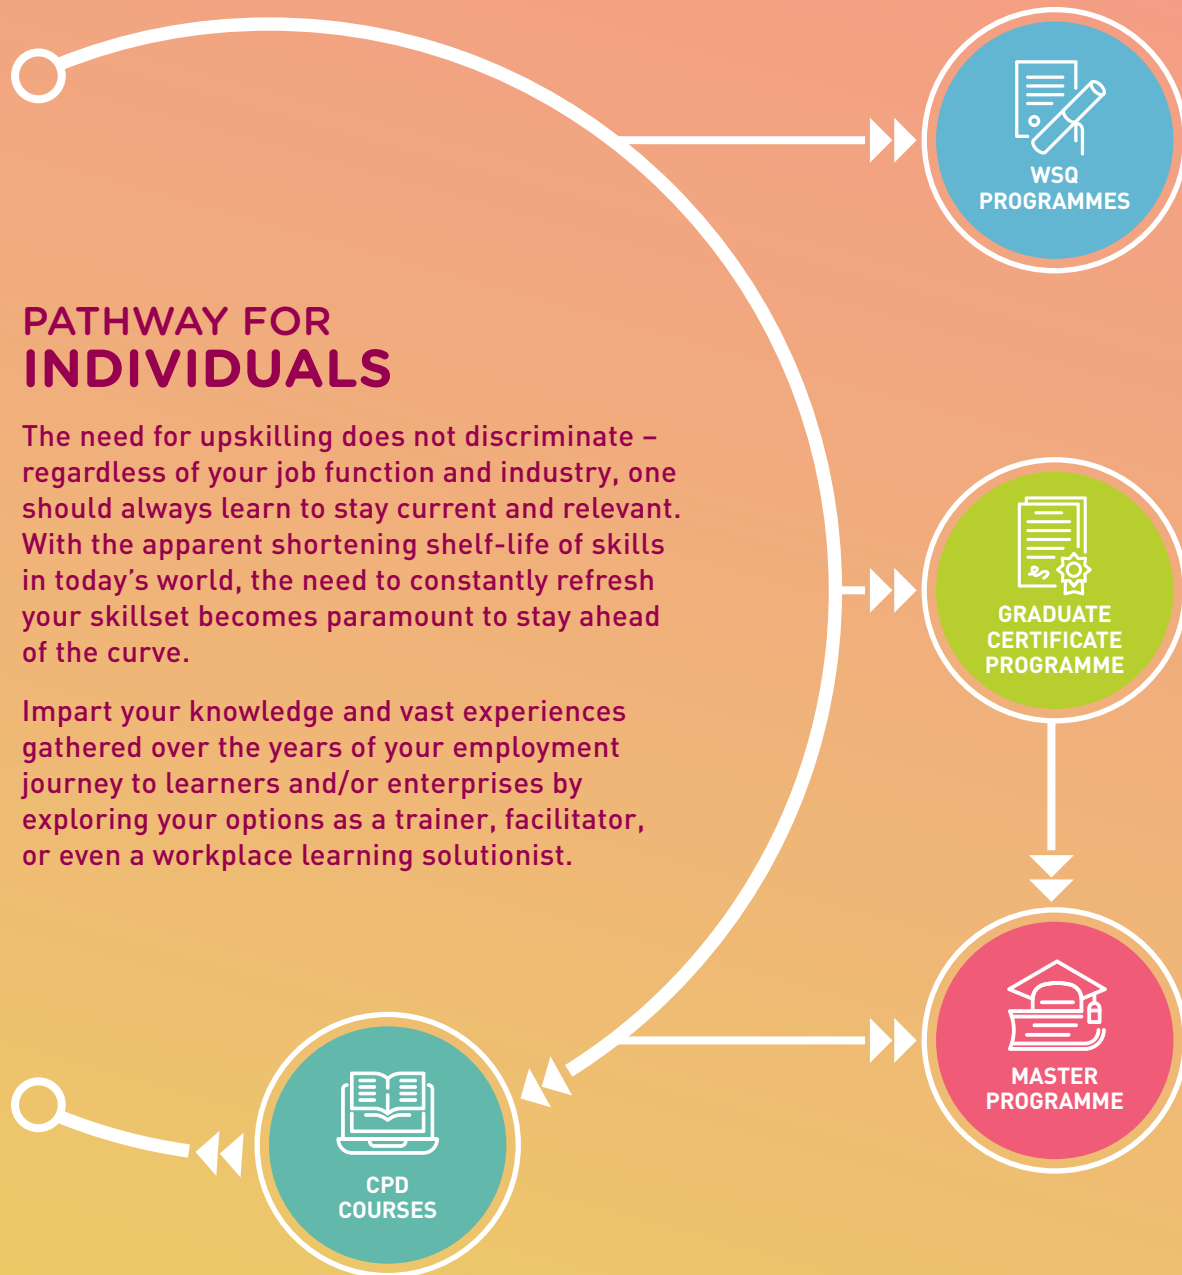 WSQ
PROGRAMMES
PATHWAY FOR
INDIVIDUALS
The need for upskilling does not discriminate –
regardless of your job function and industry, one
should always learn to stay current and relevant.
With the apparent shortening shelf-life of skills
in today’s world, the need to constantly refresh
your skillset becomes paramount to stay ahead
of the curve.
Impart your knowledge and vast experiences
gathered over the years of your employment
journey to learners and/or enterprises by
exploring your options as a trainer, facilitator,
or even a workplace learning solutionist.
GRADUATE
CERTIFICATE
PROGRAMME
MASTER
PROGRAMME
CPD
COURSES